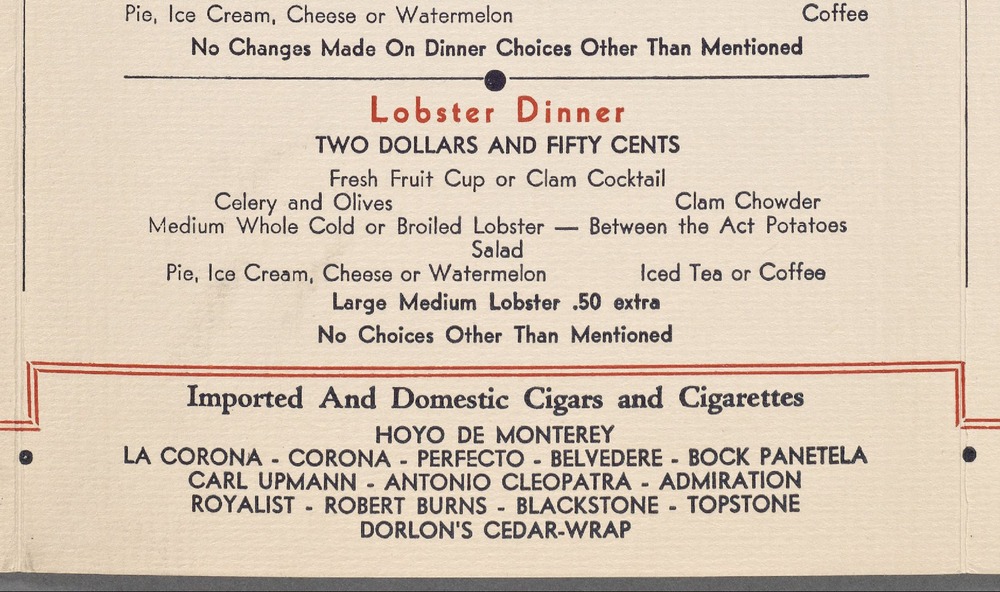 Pie, Ice Cream, Cheese or Watermelon Coffee
No Changes Made On Dinner Choices Other Than Mentioned
Lobster Dinner
TWO DOLLARS AND FIFTY CENTS
Fresh Fruit Cup or Clam Cocktail
Celery and Olives Clam Chowder
Medium Whole Cold or Broiled Lobster — Between the Act Potatoes
Salad
Pie, Ice Cream, Cheese or Watermelon Iced Tea or Coffee
Large Medium Lobster .50 extra
No Choices Other Than Mentioned
Imported And Domestic Cigars and Cigarettes
HOYO DE MONTEREY
LA CORONA - CORONA - PERFECTO - BELVEDERE - BOCK PANETELA
CARL UPMANN - ANTONIO CLEOPATRA - ADMIRATION
ROYALIST - ROBERT BURNS - BLACKSTONE - TOPSTONE
DORLON'S CEDAR-WRAP